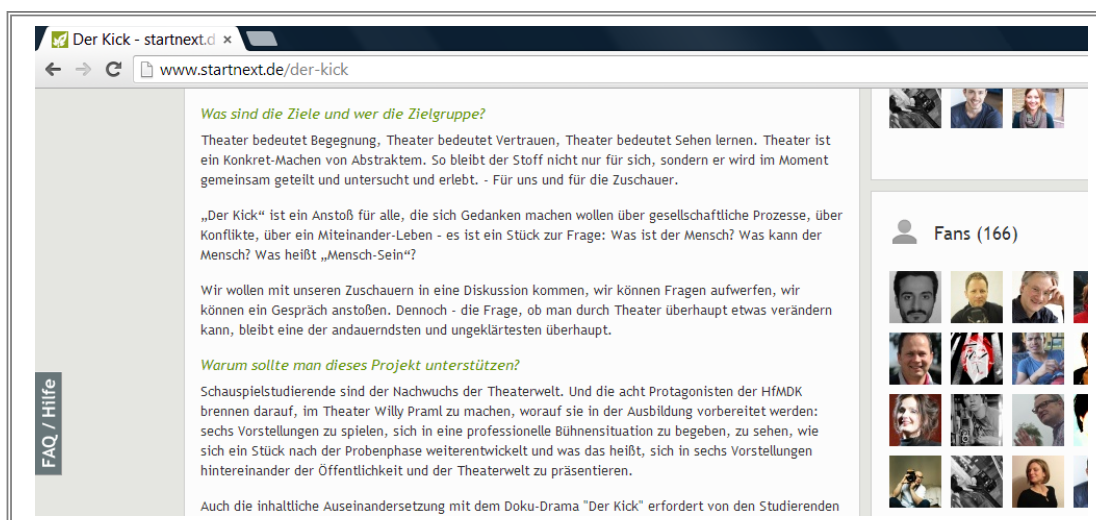 Der Kick - startnext.d ×
www.startnext.de/der-kick
Was sind die Ziele und wer die Zielgruppe?
Theater bedeutet Begegnung, Theater bedeutet Vertrauen, Theater bedeutet Sehen lernen. Theater ist
ein Konkret-Machen von Abstraktem. So bleibt der Stoff nicht nur für sich, sondern er wird im Moment
gemeinsam geteilt und untersucht und erlebt. - Für uns und für die Zuschauer.
„Der Kick“ ist ein Anstoß für alle, die sich Gedanken machen wollen über gesellschaftliche Prozesse, über
Konflikte, über ein Miteinander-Leben - es ist ein Stück zur Frage: Was ist der Mensch? Was kann der
Mensch? Was heißt „Mensch-Sein“?
Wir wollen mit unseren Zuschauern in eine Diskussion kommen, wir können Fragen aufwerfen, wir
können ein Gespräch anstoßen. Dennoch - die Frage, ob man durch Theater überhaupt etwas verändern
kann, bleibt eine der andauerndsten und ungeklärtesten überhaupt.
Warum sollte man dieses Projekt unterstützen?
Schauspielstudierende sind der Nachwuchs der Theaterwelt. Und die acht Protagonisten der HfMDK
brennen darauf, im Theater Willy Praml zu machen, worauf sie in der Ausbildung vorbereitet werden:
sechs Vorstellungen zu spielen, sich in eine professionelle Bühnensituation zu begeben, zu sehen, wie
sich ein Stück nach der Probenphase weiterentwickelt und was das heißt, sich in sechs Vorstellungen
hintereinander der Öffentlichkeit und der Theaterwelt zu präsentieren.
Auch die inhaltliche Auseinandersetzung mit dem Doku-Drama "Der Kick" erfordert von den Studierenden
Fans (166)
FAQ / Hilfe